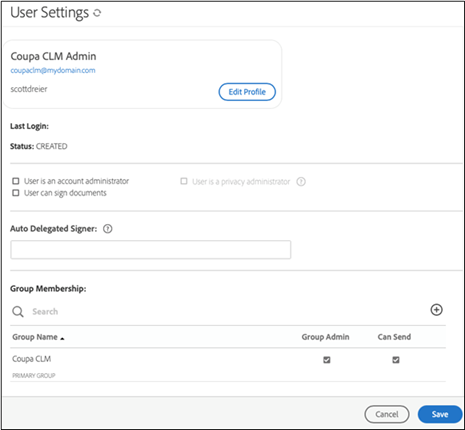 User Settings
Coupa CLM Admin
coupaclm@mydomain.com
scottdreier
Edit Profile
Last Login:
Status: CREATED
User is an account administrator
User is a privacy administrator ?
User can sign documents
Auto Delegated Signer: ?
Group Membership:
Search
Group Name Group Admin Can Send
Coupa CLM
PRIMARY GROUP
Cancel Save